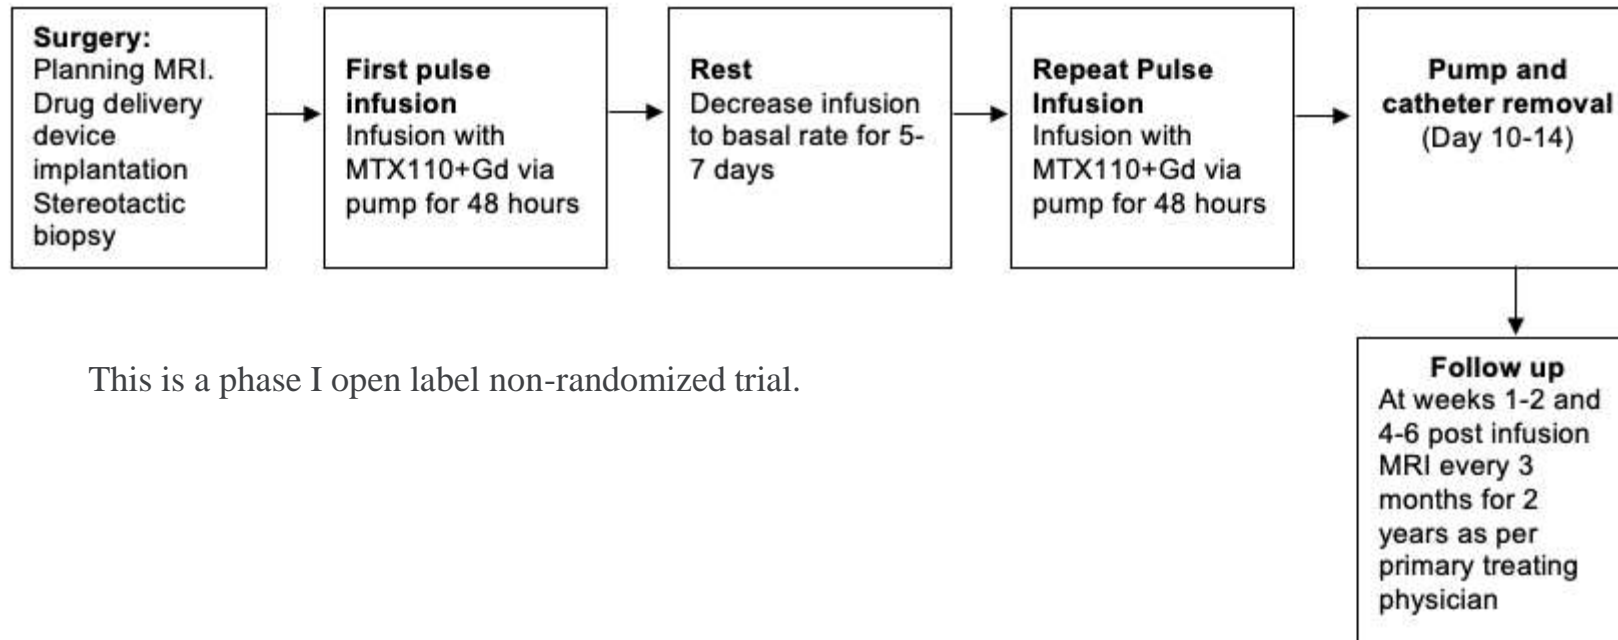 Surgery:
Planning MRI.
Drug delivery
device
implantation
Stereotactic
biopsy
First pulse
infusion
Infusion with
MTX110+Gd via
pump for 48 hours
Rest
Decrease infusion
to basal rate for 5-
7 days
Repeat Pulse
Infusion
Infusion with
MTX110+Gd via
pump for 48 hours
Pump and
catheter removal
(Day 10-14)
Follow up
At weeks 1-2 and
4-6 post infusion
MRI every 3
months for 2
years as per
primary treating
physician
This is a phase I open label non-randomized trial.